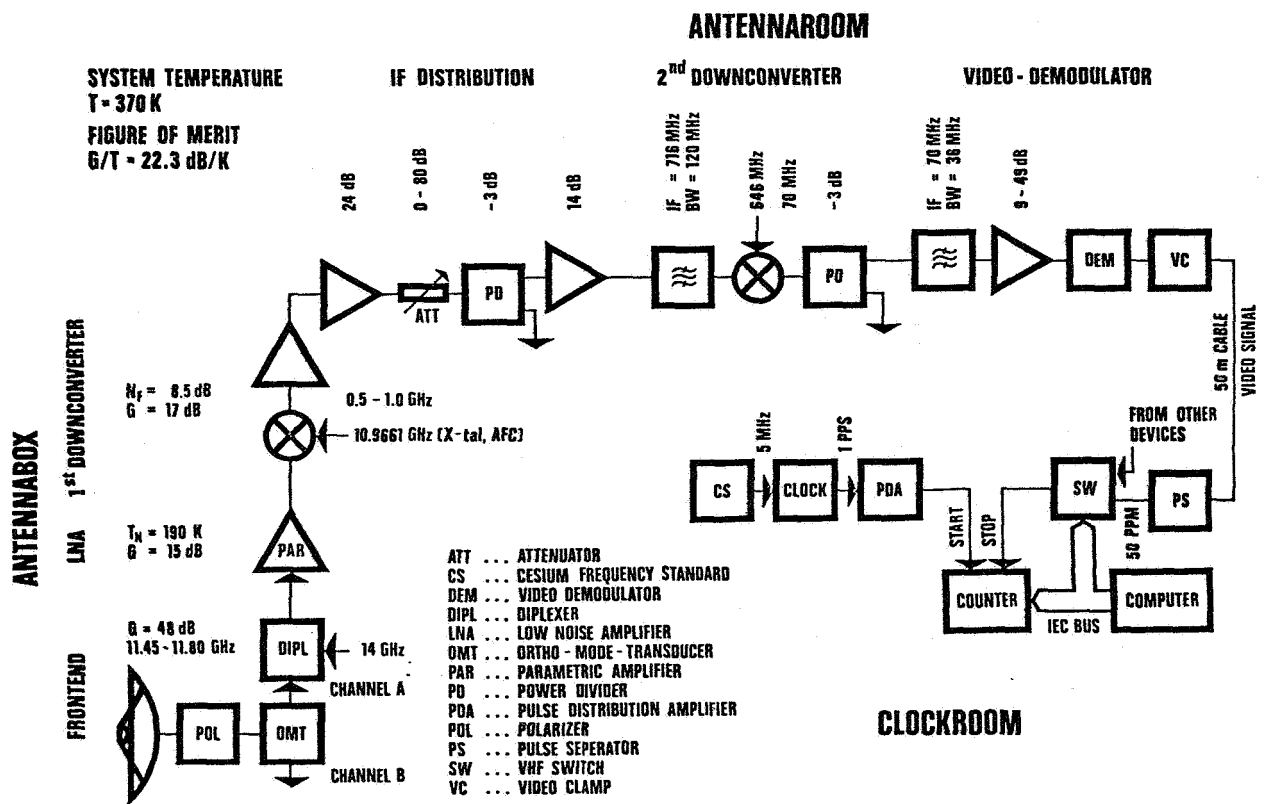 ANTENNAROOM
SYSTEM TEMPERATURE
T = 370 K
FIGURE OF MERIT
G/T = 22.3 dB/K
IF DISTRIBUTION
2nd DOWNCONVERTER
VIDEO - DEMODULATOR
24 dB
0 - 80 dB
-3 dB
14 dB
IF = 716 MHz
BW = 120 MHz
646 MHz
70 MHz
-3 dB
IF = 70 MHz
BW = 36 MHz
9 - 49 dB
ATT
PD
PD
DEM
VC
50 m CABLE
VIDEO SIGNAL
ANTENNABOX
1st DOWNCONVERTER
NF = 8.5 dB
G = 17 dB
0.5 - 1.0 GHz
10.9661 GHz (X-tal, AFC)
LNA
TN = 190 K
G = 15 dB
PAR
FRONTEND
G = 48 dB
11.45 - 11.80 GHz
DIPL
14 GHz
CHANNEL A
POL
OMT
CHANNEL B
FROM OTHER
DEVICES
CS
5 MHz
CLOCK
1 PPS
PDA
SW
PS
START
STOP
50 PPM
COUNTER
IEC BUS
COMPUTER
ATT ... ATTENUATOR
CS ... CESIUM FREQUENCY STANDARD
DEM ... VIDEO DEMODULATOR
DIPL ... DIPLEXER
LNA ... LOW NOISE AMPLIFIER
OMT ... ORTHO - MODE - TRANSDUCER
PAR ... PARAMETRIC AMPLIFIER
PD ... POWER DIVIDER
PDA ... PULSE DISTRIBUTION AMPLIFIER
POL ... POLARIZER
PS ... PULSE SEPERATOR
SW ... VHF SWITCH
VC ... VIDEO CLAMP
CLOCKROOM